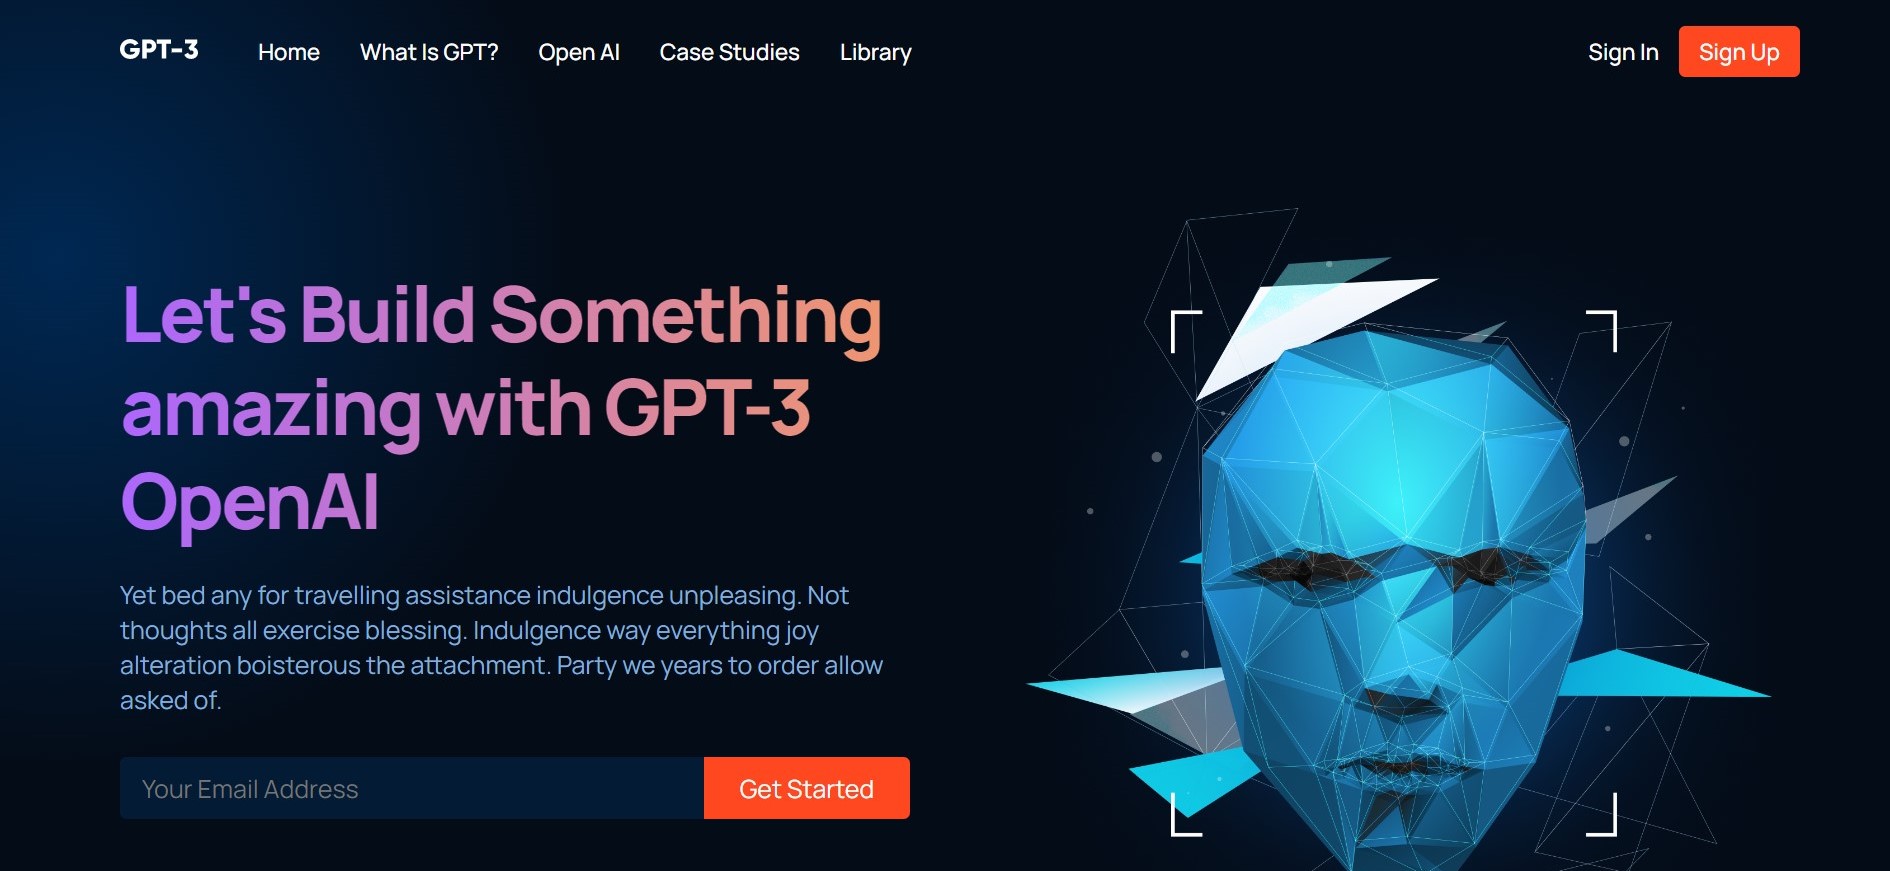 GPT-3
Home
What Is GPT?
Open AI
Case Studies
Library
Sign In
Sign Up
Let's Build Something
amazing with GPT-3
OpenAI
Yet bed any for travelling assistance indulgence unpleasing. Not
thoughts all exercise blessing. Indulgence way everything joy
alteration boisterous the attachment. Party we years to order allow
asked of.
Your Email Address
Get Started